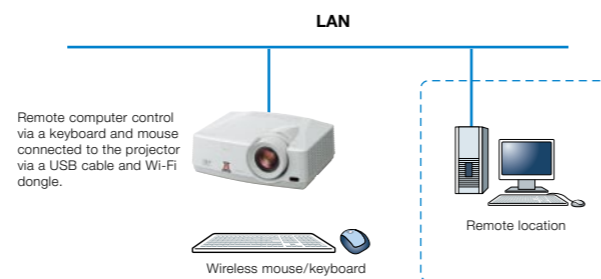 LAN
Remote computer control
via a keyboard and mouse
connected to the projector
via a USB cable and Wi-Fi
dongle.
Remote location
Wireless mouse/keyboard